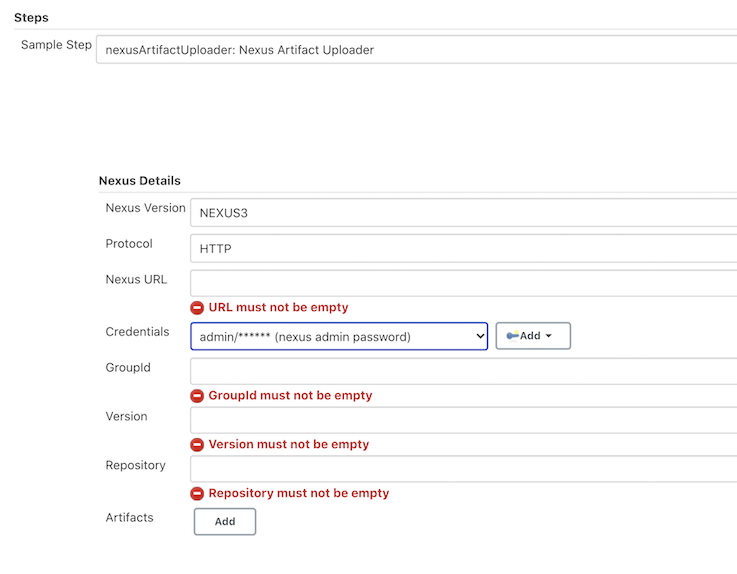 Steps
Sample Step nexusArtifactUploader: Nexus Artifact Uploader
Nexus Details
Nexus Version NEXUS3
Protocol HTTP
Nexus URL
URL must not be empty
Credentials admin/****** (nexus admin password) Add
GroupId
GroupId must not be empty
Version
Version must not be empty
Repository
Repository must not be empty
Artifacts Add